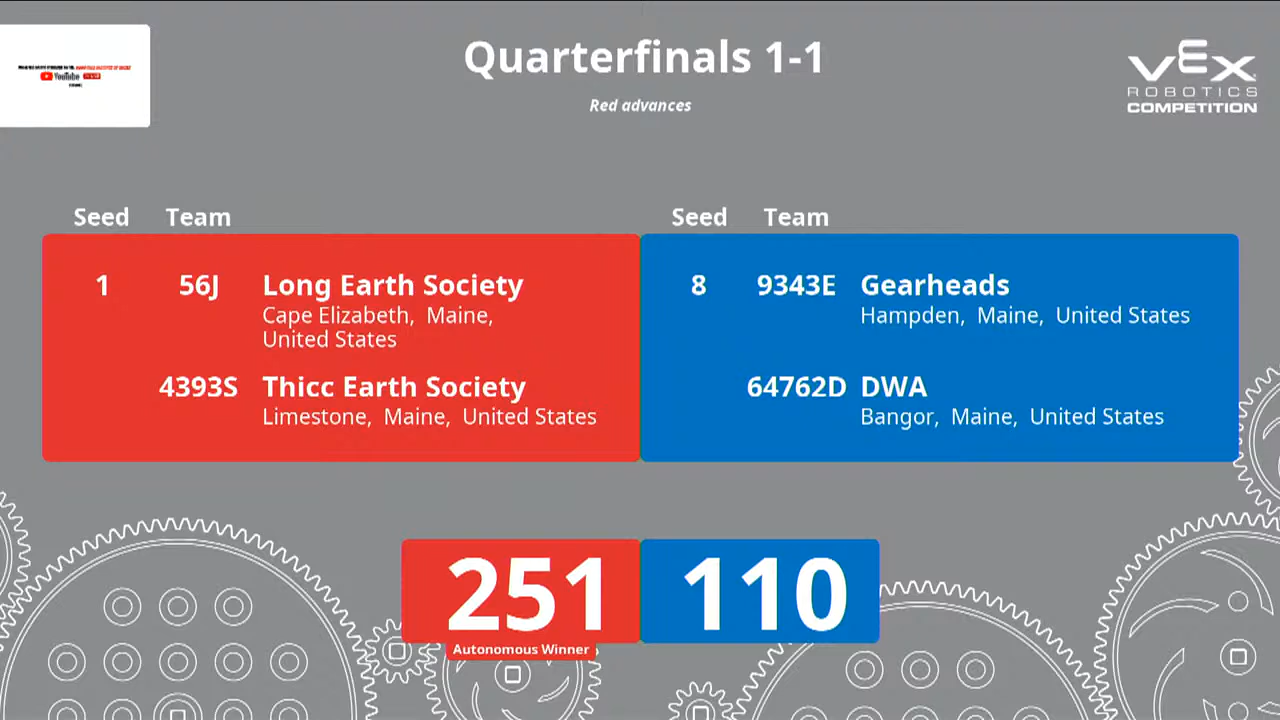 Quarterfinals 1-1
Red advances
YouTube
VEX
ROBOTICS
COMPETITION
Seed Team
Seed Team
1 56J Long Earth Society
Cape Elizabeth, Maine,
United States
4393S Thicc Earth Society
Limestone, Maine, United States
8 9343E Gearheads
Hampden, Maine, United States
64762D DWA
Bangor, Maine, United States
251 110
Autonomous Winner